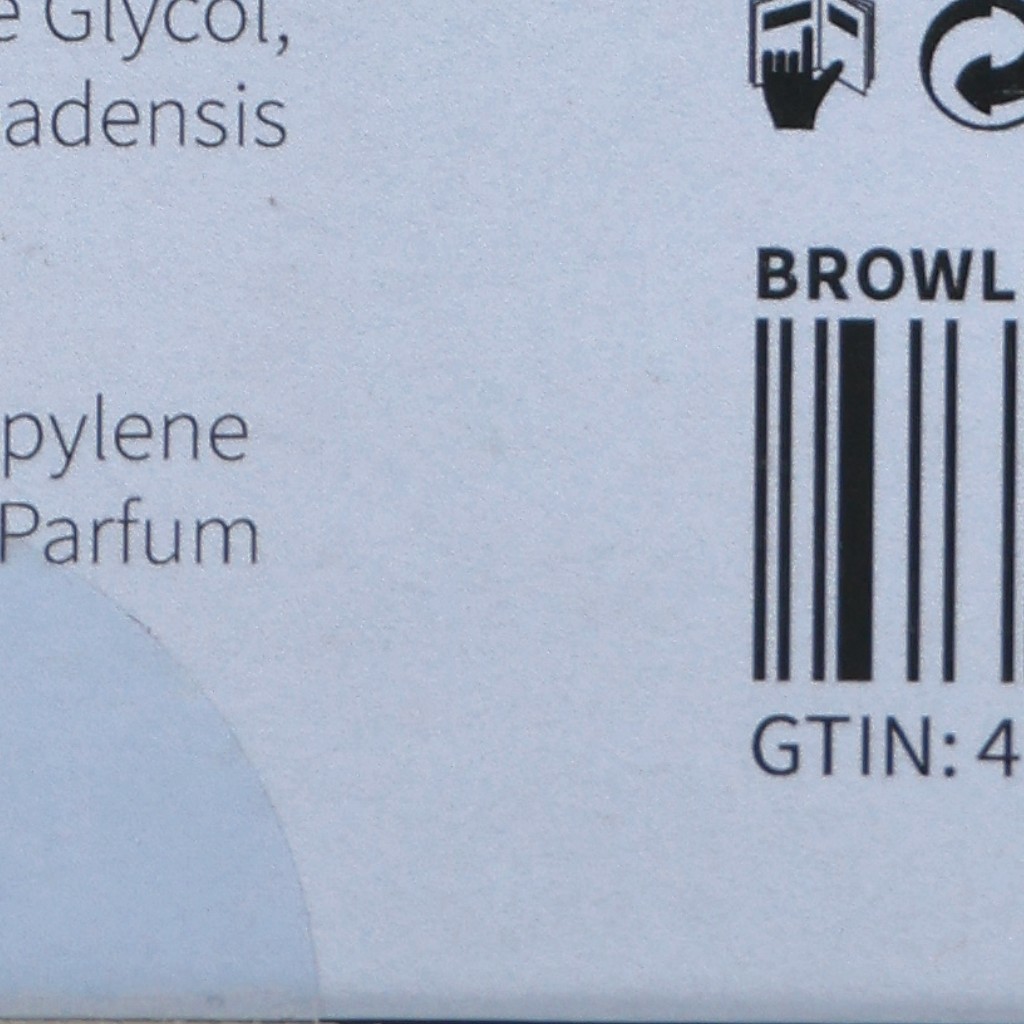 e Glycol,
adensis
pylene
Parfum
BROWL
GTIN: 4